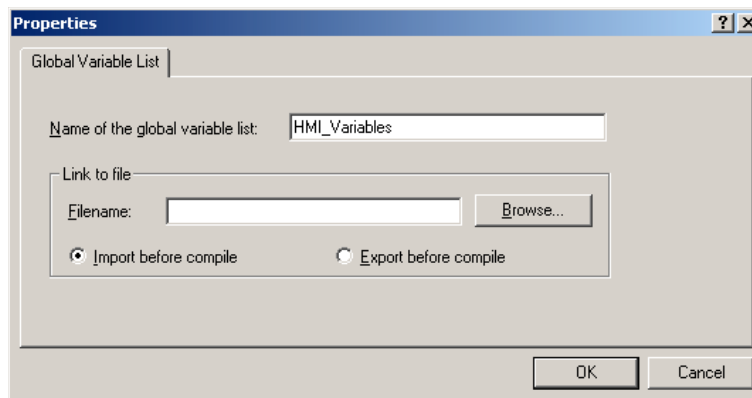 Properties
Global Variable List
Name of the global variable list: HMI_Variables
Link to file
Filename: Browse...
Import before compile Export before compile
OK Cancel